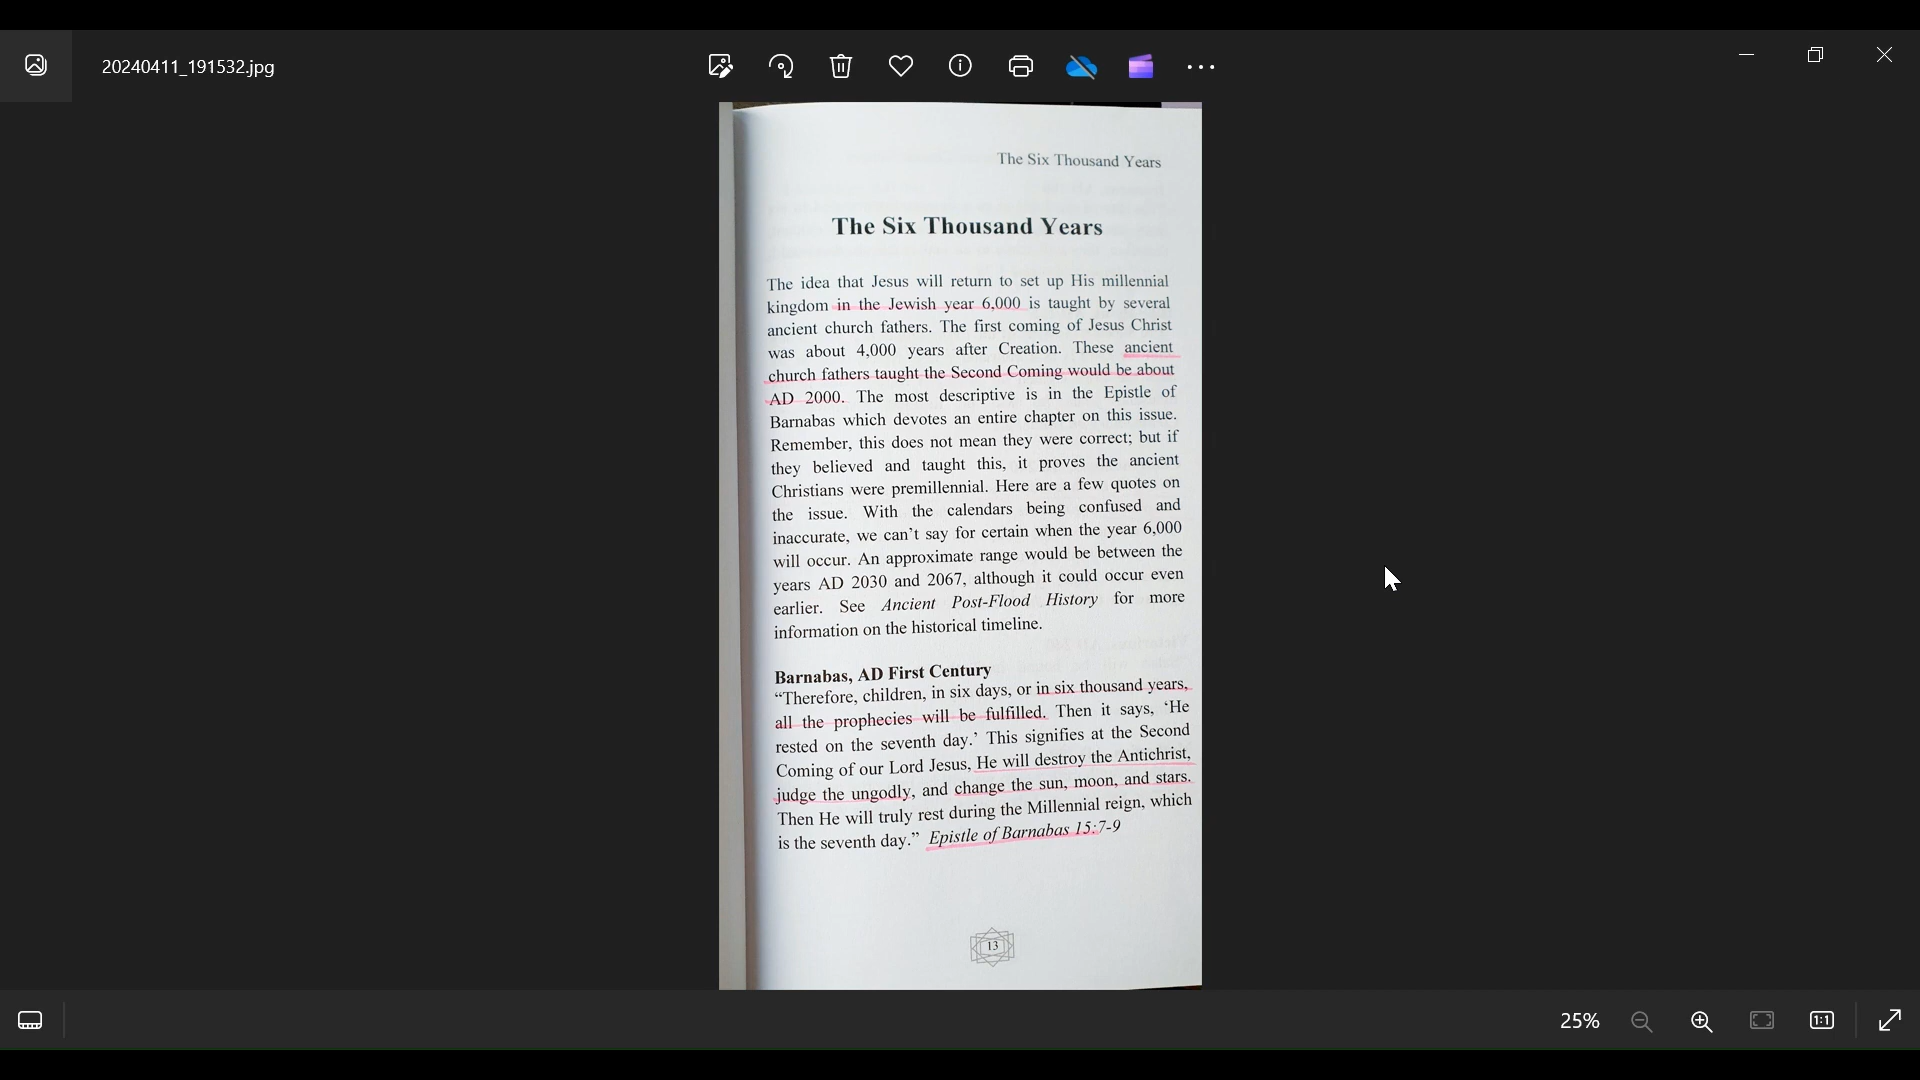 20240411_191532.jpg
The Six Thousand Years
The Six Thousand Years
The idea that Jesus will return to set up His millennial
kingdom in the Jewish year 6,000 is taught by several
ancient church fathers. The first coming of Jesus Christ
was about 4,000 years after Creation. These ancient
church fathers taught the Second Coming would be about
AD 2000. The most descriptive is in the Epistle of
Barnabas which devotes an entire chapter on this issue.
Remember, this does not mean they were correct; but if
they believed and taught this, it proves the ancient
Christians were premillennial. Here are a few quotes on
the issue. With the calendars being confused and
inaccurate, we can't say for certain when the year 6,000
will occur. An approximate range would be between the
years AD 2030 and 2067, although it could occur even
earlier. See Ancient Post-Flood History for more
information on the historical timeline.
Barnabas, AD First Century
“Therefore, children, in six days, or in six thousand years,
all the prophecies will be fulfilled. Then it says, ‘He
rested on the seventh day.’ This signifies at the Second
Coming of our Lord Jesus, He will destroy the Antichrist,
judge the ungodly, and change the sun, moon, and stars.
Then He will truly rest during the Millennial reign, which
is the seventh day.” Epistle of Barnabas 15:7-9
13
25%
1:1